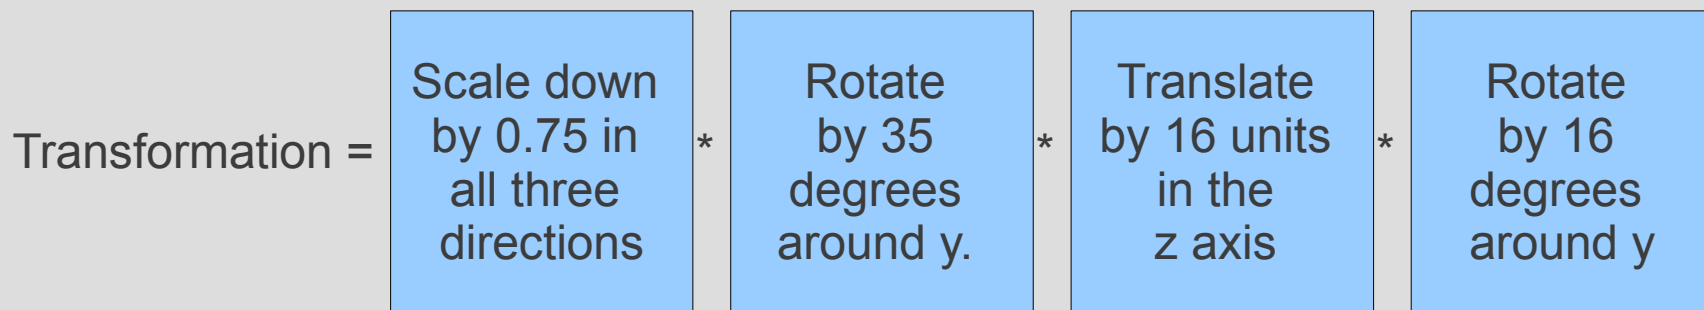 Transformation =
Scale down
by 0.75 in
all three
directions
*
Rotate
by 35
degrees
around y.
*
Translate
by 16 units
in the
z axis
*
Rotate
by 16
degrees
around y